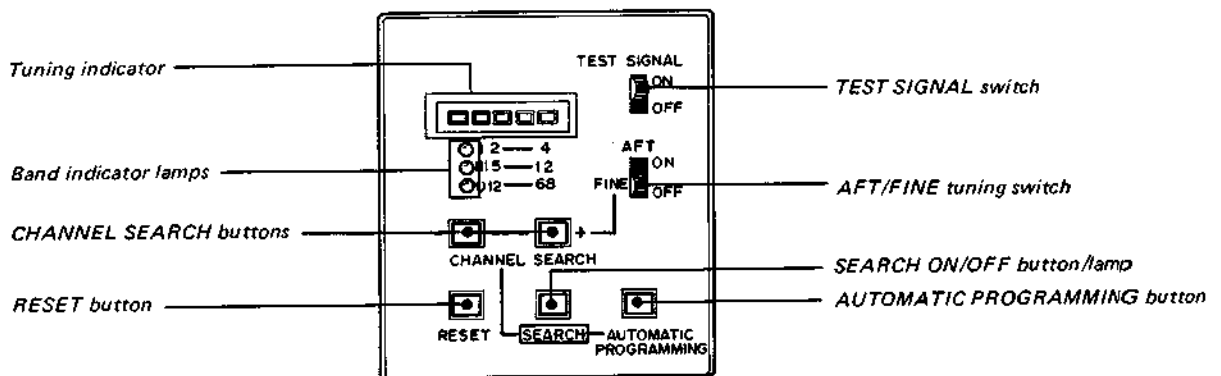 Tuning indicator
Band indicator lamps
CHANNEL SEARCH buttons
RESET button
TEST SIGNAL
ON
OFF
2 — 4
5 — 12
12 — 68
AFT
ON
FINE
OFF
+
CHANNEL SEARCH
RESET
SEARCH
AUTOMATIC
PROGRAMMING
TEST SIGNAL switch
AFT/FINE tuning switch
SEARCH ON/OFF button/lamp
AUTOMATIC PROGRAMMING button